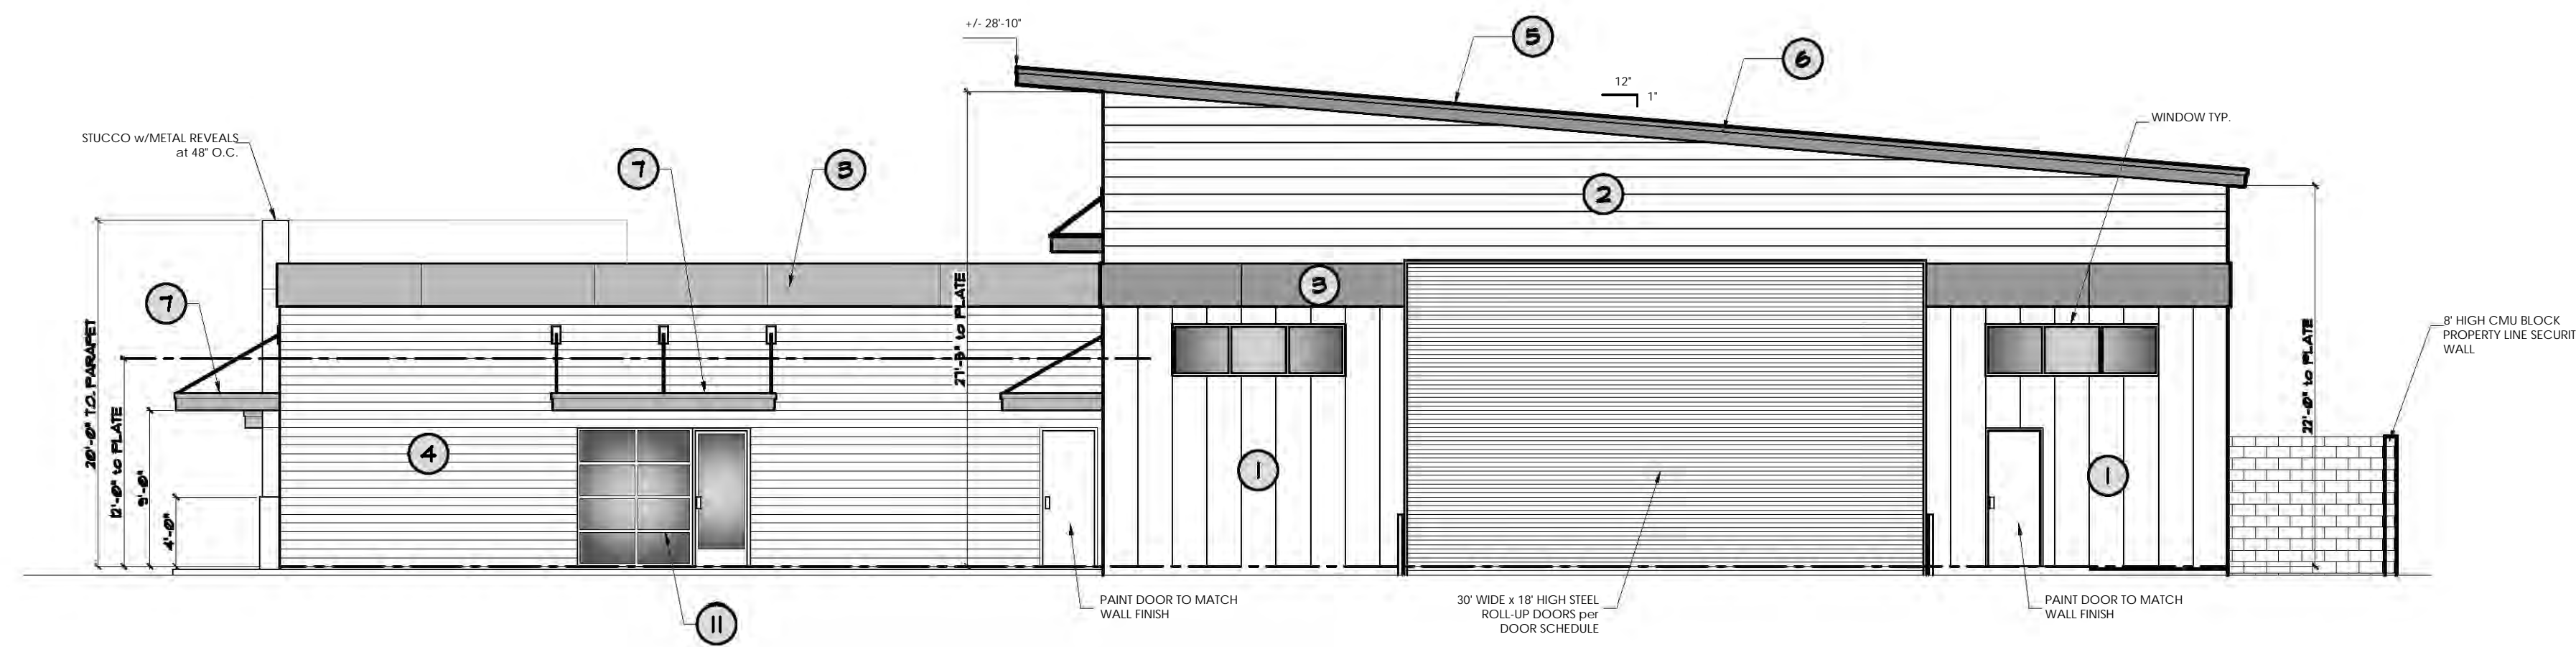 +/- 28'-10"
5
6
12"
1"
WINDOW TYP.
STUCCO w/METAL REVEALS
at 48" O.C.
7
3
2
7
3
20'-0" T.O. PARAPET
12'-0" to PLATE
9'-0"
4'-0"
27'-3" to PLATE
22'-0" to PLATE
8' HIGH CMU BLOCK
PROPERTY LINE SECURIT
WALL
4
1
1
11
PAINT DOOR TO MATCH
WALL FINISH
30' WIDE x 18' HIGH STEEL
ROLL-UP DOORS per
DOOR SCHEDULE
PAINT DOOR TO MATCH
WALL FINISH